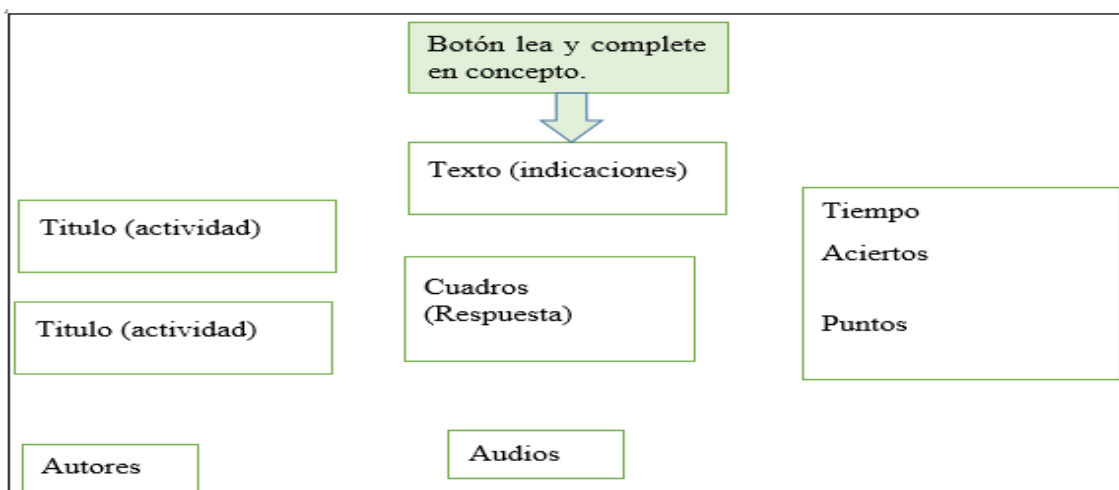 Botón lea y complete
en concepto.
Texto (indicaciones)
Titulo (actividad)
Titulo (actividad)
Cuadros
(Respuesta)
Tiempo
Aciertos
Puntos
Autores
Audios